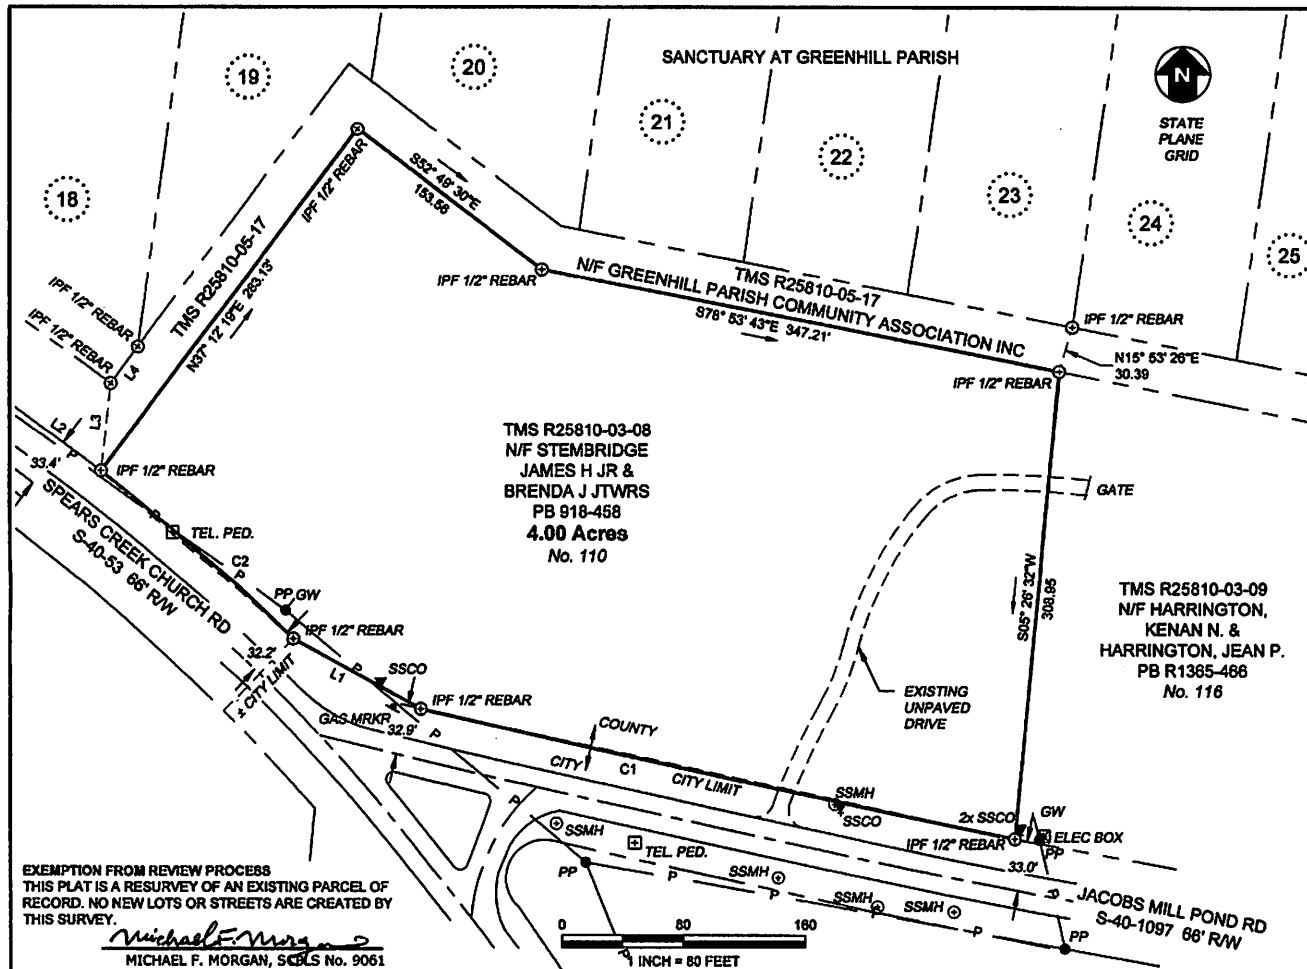 SANCTUARY AT GREENHILL PARISH
N
STATE
PLANE
GRID
18
19
20
21
22
23
24
25
IPF 1/2" REBAR
S52° 49' 30"E
153.56
IPF 1/2" REBAR
TMS R25810-05-17
N37° 12' 19"E 263.13'
IPF 1/2" REBAR
IPF 1/2" REBAR
L4
L3
L2
P
33.4'
IPF 1/2" REBAR
TMS R25810-05-17
N/F GREENHILL PARISH COMMUNITY ASSOCIATION INC
S78° 53' 43"E 347.21'
IPF 1/2" REBAR
N15° 53' 26"E
30.39
IPF 1/2" REBAR
TMS R25810-03-08
N/F STEMBRIDGE
JAMES H JR &
BRENDA J JTWRS
PB 918-458
4.00 Acres
No. 110
GATE
S05° 26' 32"W
308.95
TMS R25810-03-09
N/F HARRINGTON,
KENAN N. &
HARRINGTON, JEAN P.
PB R1365-466
No. 116
EXISTING
UNPAVED
DRIVE
SPEARS CREEK CHURCH RD
S-40-53 66' R/W
P
TEL. PED.
C2
P
PP GW
IPF 1/2" REBAR
32.2'
± CITY LIMIT
L1
P
SSCO
IPF 1/2" REBAR
GAS MRKR
32.9'
P
COUNTY
CITY
C1
CITY LIMIT
SSMH
SSCO
2x SSCO
GW
IPF 1/2" REBAR
ELEC BOX
PP
33.0'
P
P
SSMH
TEL. PED.
PP
P
SSMH
P
SSMH
SSMH
P
PP
JACOBS MILL POND RD
S-40-1097 66' R/W
EXEMPTION FROM REVIEW PROCESS
THIS PLAT IS A RESURVEY OF AN EXISTING PARCEL OF
RECORD. NO NEW LOTS OR STREETS ARE CREATED BY
THIS SURVEY.
Michael F. Morgan
MICHAEL F. MORGAN, SCPLS No. 9061
0 80 160
P
1 INCH = 80 FEET